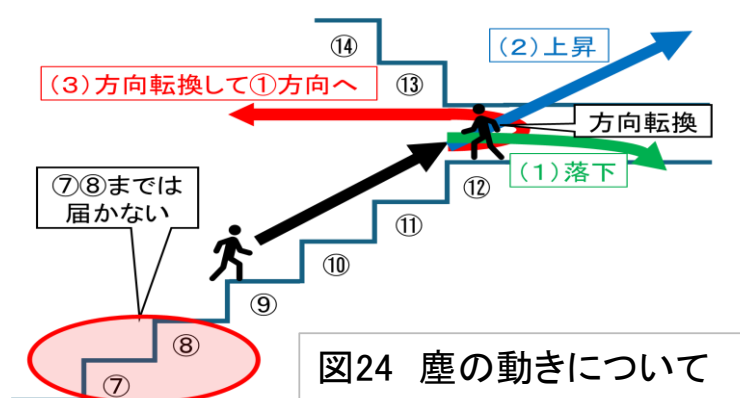 ⑭
(2)上昇
(3)方向転換して①方向へ
⑬
方向転換
(1)落下
⑦⑧までは
届かない
⑫
⑪
⑩
⑨
⑧
⑦
図24 塵の動きについて